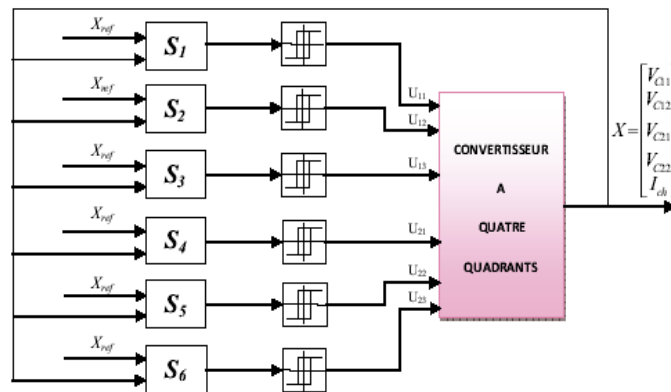 X_ref
S_1
X_ref
S_2
X_ref
S_3
X_ref
S_4
X_ref
S_5
X_ref
S_6
U_11
U_12
U_13
U_21
U_22
U_23
CONVERTISSEUR
A
QUATRE
QUADRANTS
X =
V_C11
V_C12
V_C21
V_C22
I_ch